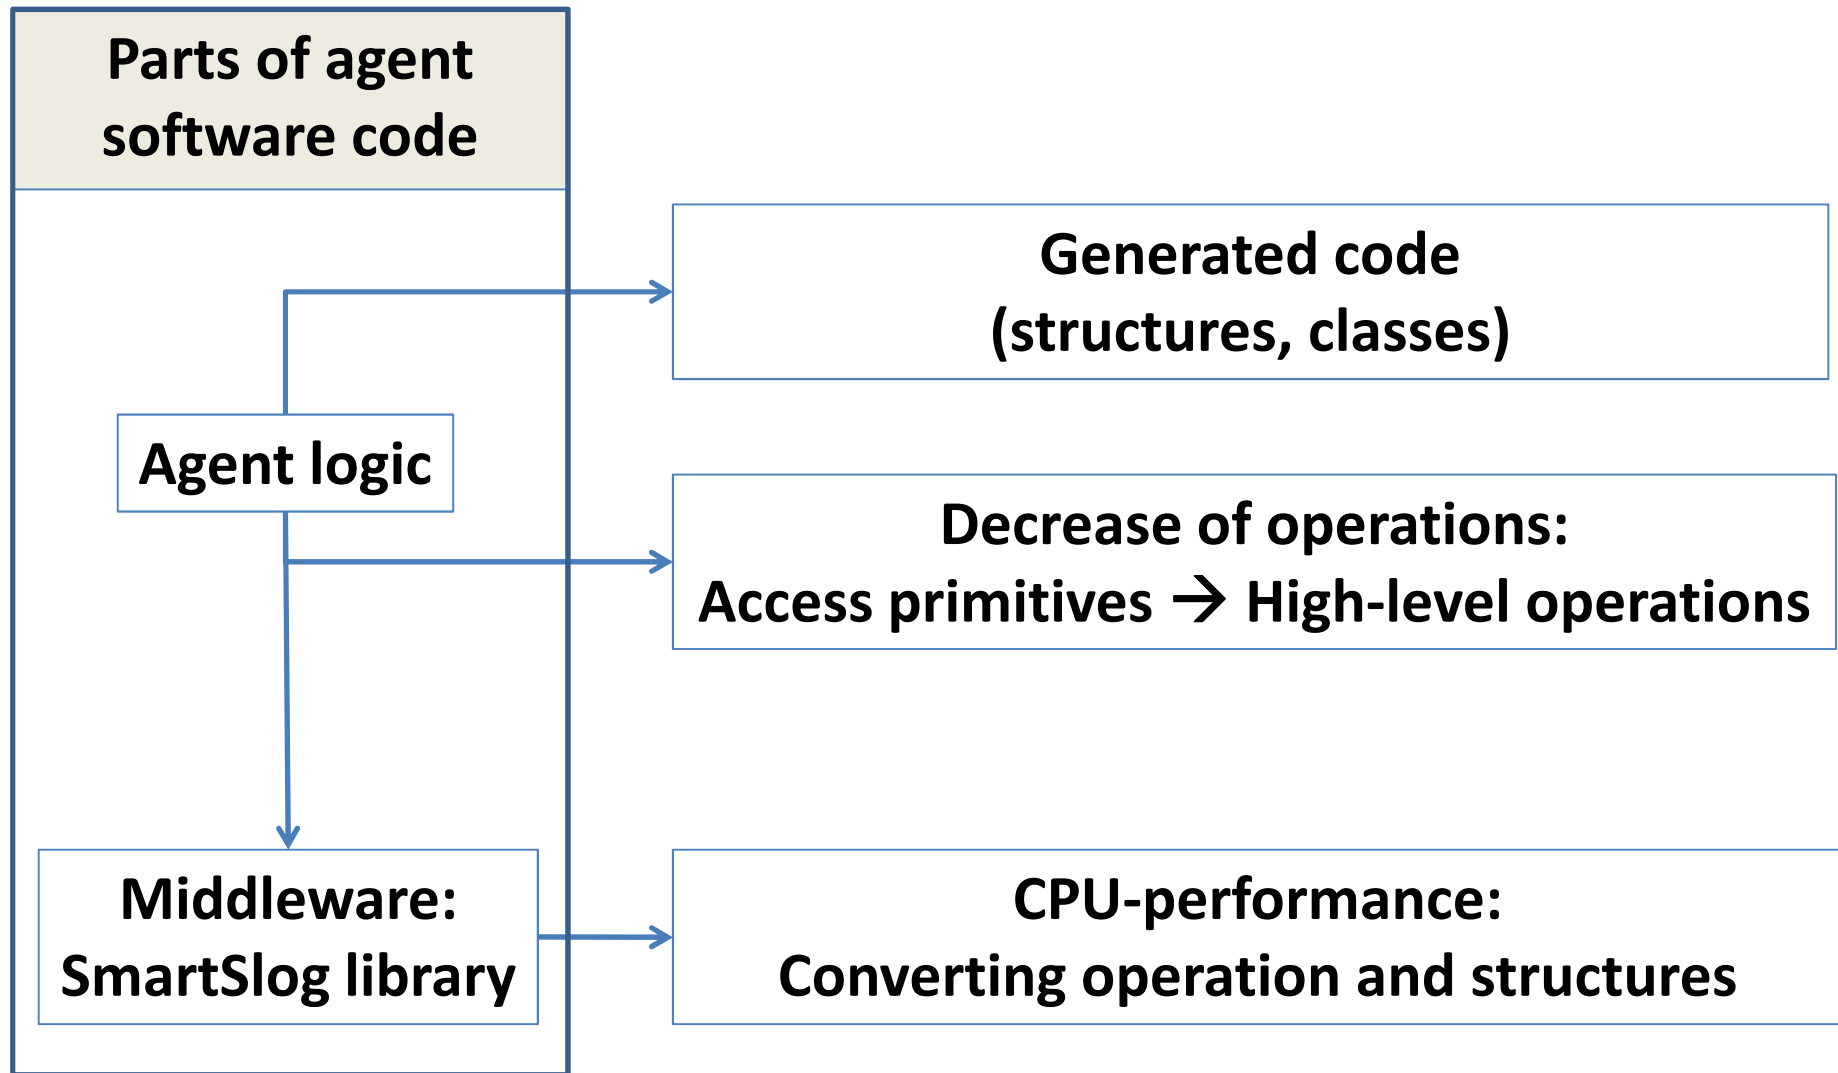 Parts of agent
software code
Generated code
(structures, classes)
Agent logic
Decrease of operations:
Access primitives → High-level operations
Middleware:
SmartSlog library
CPU-performance:
Converting operation and structures